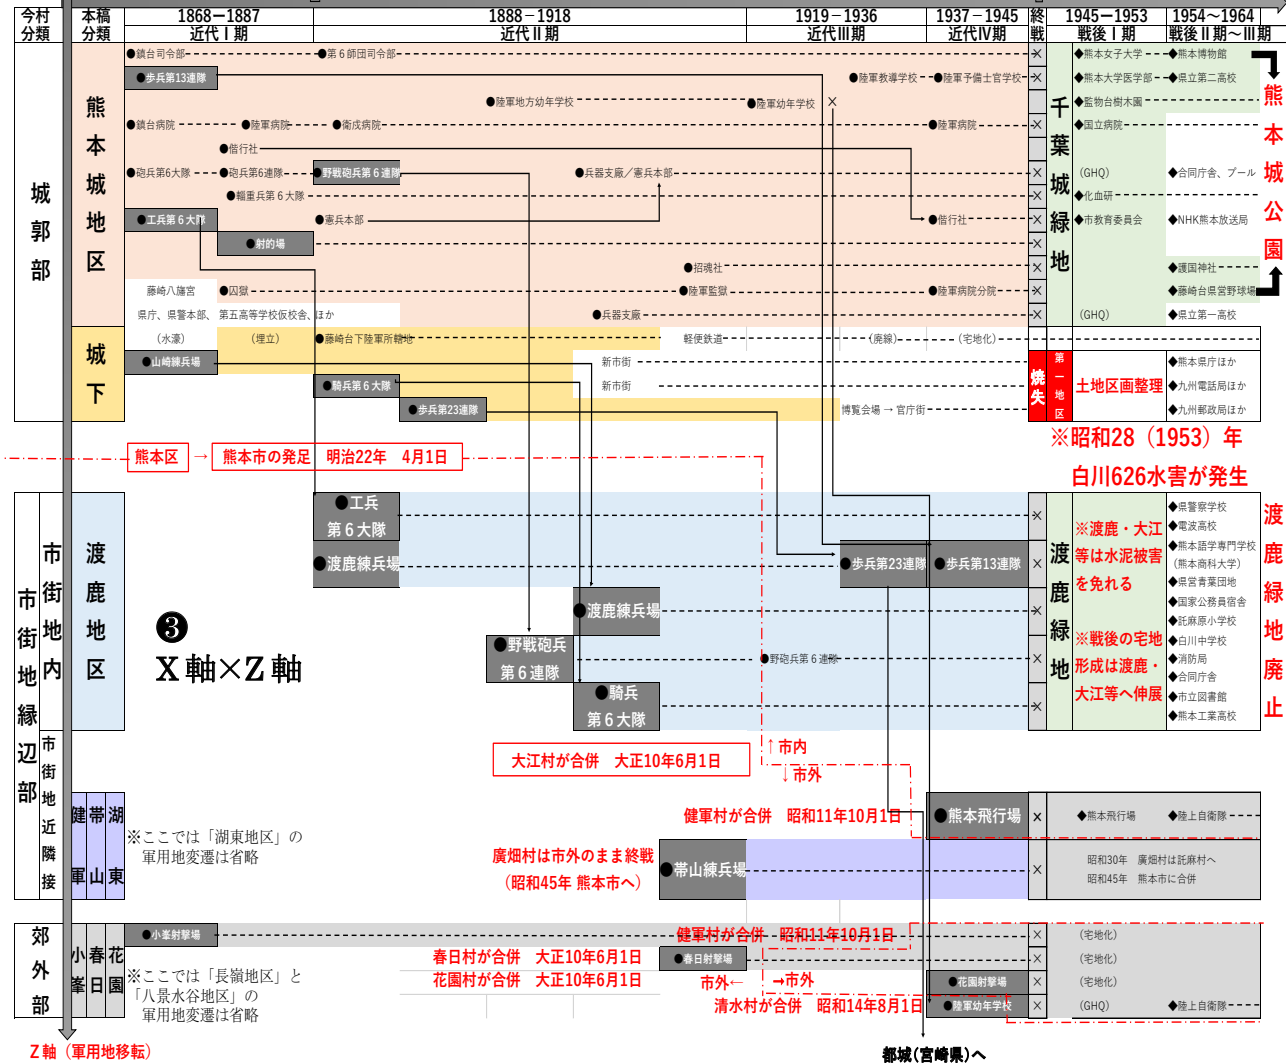 今村分類 本稿分類 1868ー1887 1888－1918 1919－1936 1937－1945 終戦 1945ー1953 1954～1964
近代Ⅰ期 近代Ⅱ期 近代Ⅲ期 近代Ⅳ期 戦後Ⅰ期 戦後Ⅱ期～Ⅲ期
城郭部
熊本城地区
●鎮台司令部 ●第６師団司令部 × ◆熊本女子大学 ◆熊本博物館
●歩兵第13連隊 ●陸軍教導学校 ●陸軍予備士官学校 × ◆熊本大学医学部 ◆県立第二高校
●陸軍地方幼年学校 ●陸軍幼年学校 × ◆監物台樹木園
●鎮台病院 ●陸軍病院 ●衛戍病院 ●陸軍病院 × ◆国立病院
●偕行社
●砲兵第6大隊 ●砲兵第6連隊 ●野戦砲兵第６連隊 ●兵器支廠／憲兵本部 × (GHQ) ◆合同庁舎、プール
●輜重兵第６大隊 × ◆化血研
●工兵第６大隊 ●憲兵本部 ●偕行社 × ◆市教育委員会 ◆NHK熊本放送局
●射的場 ×
●招魂社 × ◆護国神社
藤崎八旛宮 ●囚獄 ●陸軍監獄 ●陸軍病院分院 × ◆藤崎台県営野球場
県庁、県警本部、 第五高等学校仮校舎、ほか ●兵器支廠 × (GHQ) ◆県立第一高校
千葉城緑地
熊本城公園
城下
（水濠） （埋立） ●藤崎台下陸軍所轄地 軽便鉄道 （廃線） （宅地化）
●山崎練兵場 新市街 ◆熊本県庁ほか
●騎兵第６大隊 新市街 ◆九州電話局ほか
●歩兵第23連隊 博覧会場 → 官庁街 ◆九州郵政局ほか
焼失 第一地区 土地区画整理
※昭和28（1953）年
白川626水害が発生
熊本区 → 熊本市の発足 明治22年 4月1日
市街地縁辺部
市街地内
渡鹿地区
●工兵
第６大隊 ×
●渡鹿練兵場 ●歩兵第23連隊 ●歩兵第13連隊 ×
●渡鹿練兵場 ×
●野戦砲兵
第６連隊 ●野砲兵第６連隊 ×
●騎兵
第６大隊 ×
渡鹿緑地
※渡鹿・大江
等は水泥被害
を免れる
※戦後の宅地
形成は渡鹿・
大江等へ伸展
◆県警察学校
◆電波高校
◆熊本語学専門学校
（熊本商科大学）
◆県営青葉団地
◆国家公務員宿舎
◆託麻原小学校
◆白川中学校
◆消防局
◆合同庁舎
◆市立図書館
◆熊本工業高校
渡鹿緑地廃止
❸
X軸×Z軸
大江村が合併 大正10年6月1日
↑市内
↓市外
市街地近隣接
健軍 帯山 湖東
※ここでは「湖東地区」の
軍用地変遷は省略
健軍村が合併 昭和11年10月1日
●熊本飛行場 × ◆熊本飛行場 ◆陸上自衛隊
廣畑村は市外のまま終戦
（昭和45年 熊本市へ）
●帯山練兵場 ×
昭和30年 廣畑村は託麻村へ
昭和45年 熊本市に合併
郊外部
小峯 春日 花園
●小峯射撃場 健軍村が合併 昭和11年10月1日 × （宅地化）
※ここでは「長嶺地区」と
「八景水谷地区」の
軍用地変遷は省略
春日村が合併 大正10年6月1日 ●春日射撃場 × （宅地化）
花園村が合併 大正10年6月1日 市外← →市外 ●花園射撃場 × （宅地化）
清水村が合併 昭和14年8月1日 ●陸軍幼年学校 × (GHQ) ◆陸上自衛隊
Z軸（軍用地移転）
都城(宮崎県)へ